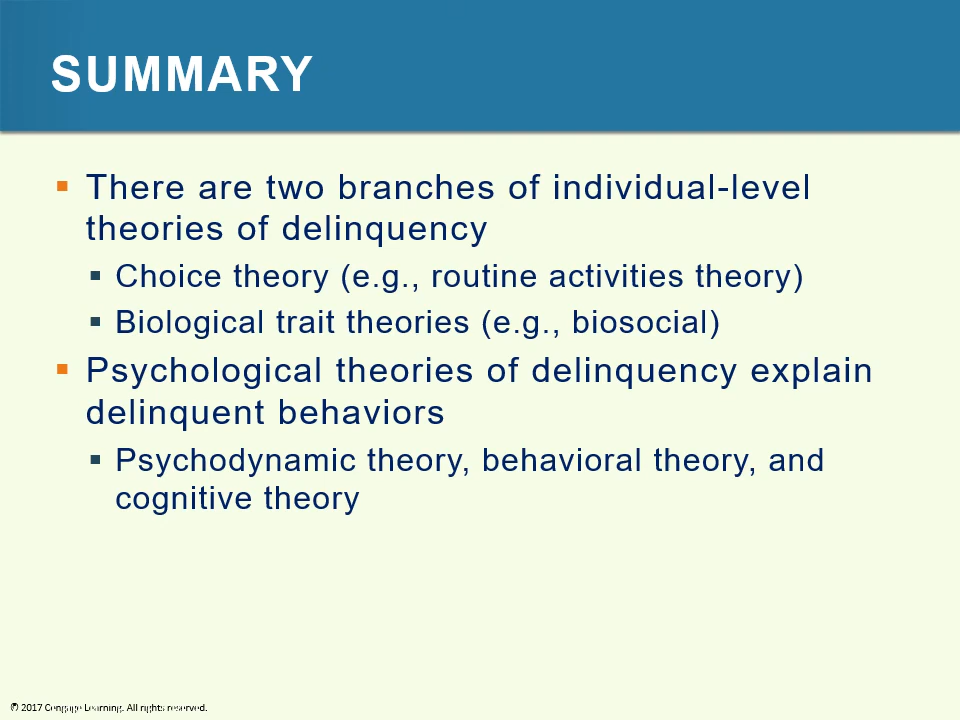 SUMMARY
▪ There are two branches of individual-level
theories of delinquency
▪ Choice theory (e.g., routine activities theory)
▪ Biological trait theories (e.g., biosocial)
▪ Psychological theories of delinquency explain
delinquent behaviors
▪ Psychodynamic theory, behavioral theory, and
cognitive theory
© 2017 Cengage Learning. All rights reserved.